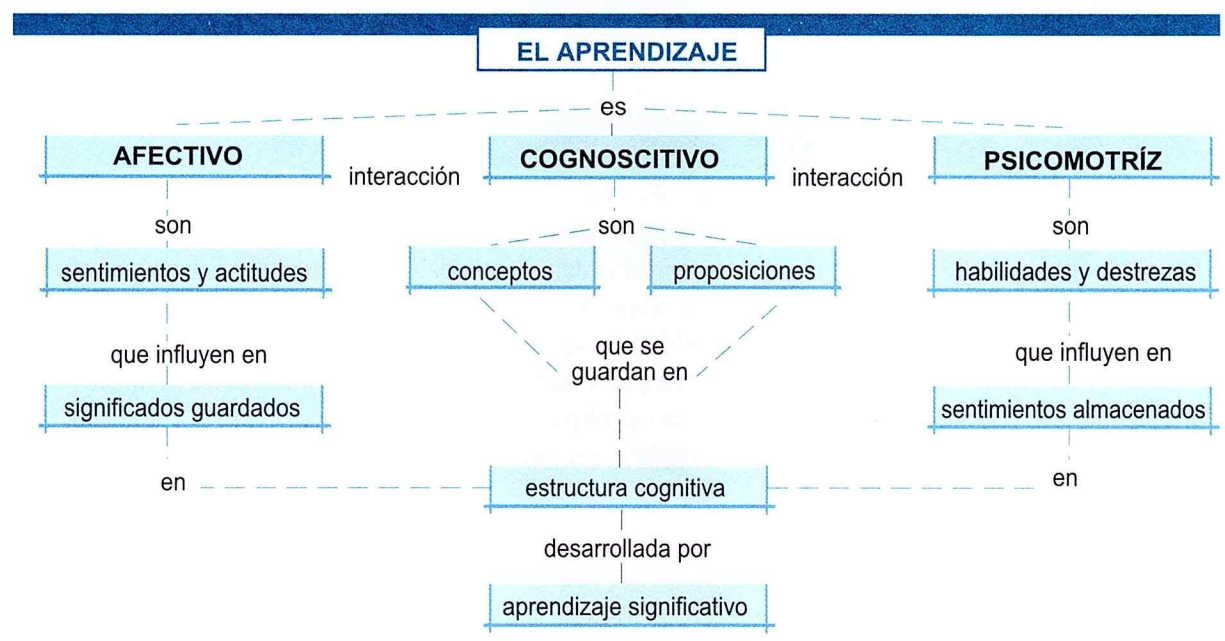 EL APRENDIZAJE
es
AFECTIVO
interacción
COGNOSCITIVO
interacción
PSICOMOTRÍZ
son
son
son
sentimientos y actitudes
conceptos
proposiciones
habilidades y destrezas
que influyen en
que se
guardan en
que influyen en
significados guardados
sentimientos almacenados
en
estructura cognitiva
en
desarrollada por
aprendizaje significativo